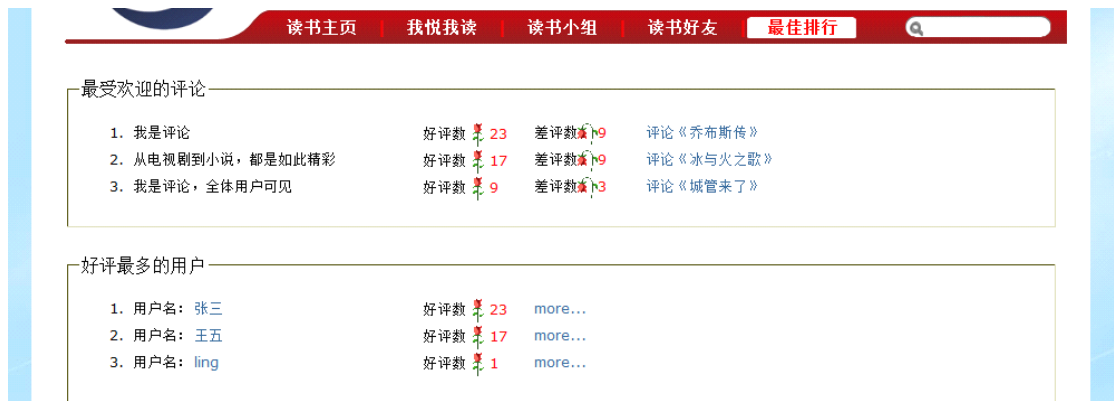 读书主页 我悦我读 读书小组 读书好友 最佳排行
最受欢迎的评论
1. 我是评论 好评数 23 差评数 9 评论《乔布斯传》
2. 从电视剧到小说，都是如此精彩 好评数 17 差评数 9 评论《冰与火之歌》
3. 我是评论，全体用户可见 好评数 9 差评数 3 评论《城管来了》
好评最多的用户
1. 用户名： 张三 好评数 23 more...
2. 用户名： 王五 好评数 17 more...
3. 用户名： ling 好评数 1 more...